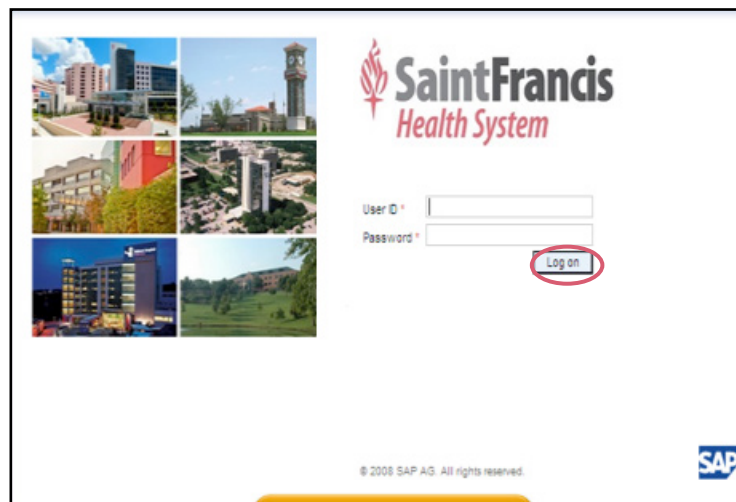 SaintFrancis
Health System
User ID *
Password *
Log on
© 2008 SAP AG. All rights reserved.
SAP